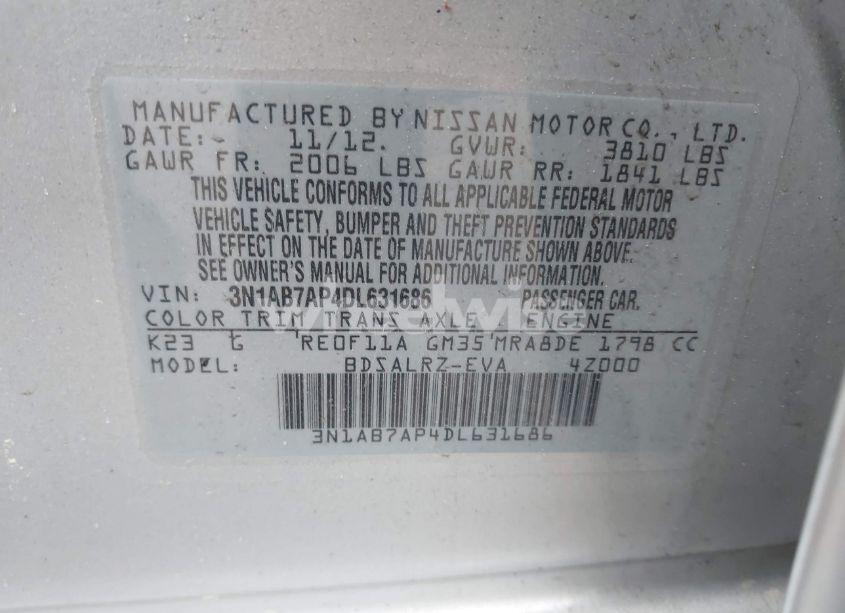 MANUFACTURED BY NISSAN MOTOR CO., LTD.
DATE: 11/12. GVWR: 3810 LBS
GAWR FR: 2006 LBS GAWR RR: 1841 LBS
THIS VEHICLE CONFORMS TO ALL APPLICABLE FEDERAL MOTOR
VEHICLE SAFETY, BUMPER AND THEFT PREVENTION STANDARDS
IN EFFECT ON THE DATE OF MANUFACTURE SHOWN ABOVE.
SEE OWNER'S MANUAL FOR ADDITIONAL INFORMATION.
VIN: 3N1AB7AP4DL631686 PASSENGER CAR.
COLOR TRIM TRANS AXLE ENGINE
K23 G RE0F11A GM35 MRA8DE 1798 CC
MODEL: BDSALRZ-EVA 4Z000
3N1AB7AP4DL631686